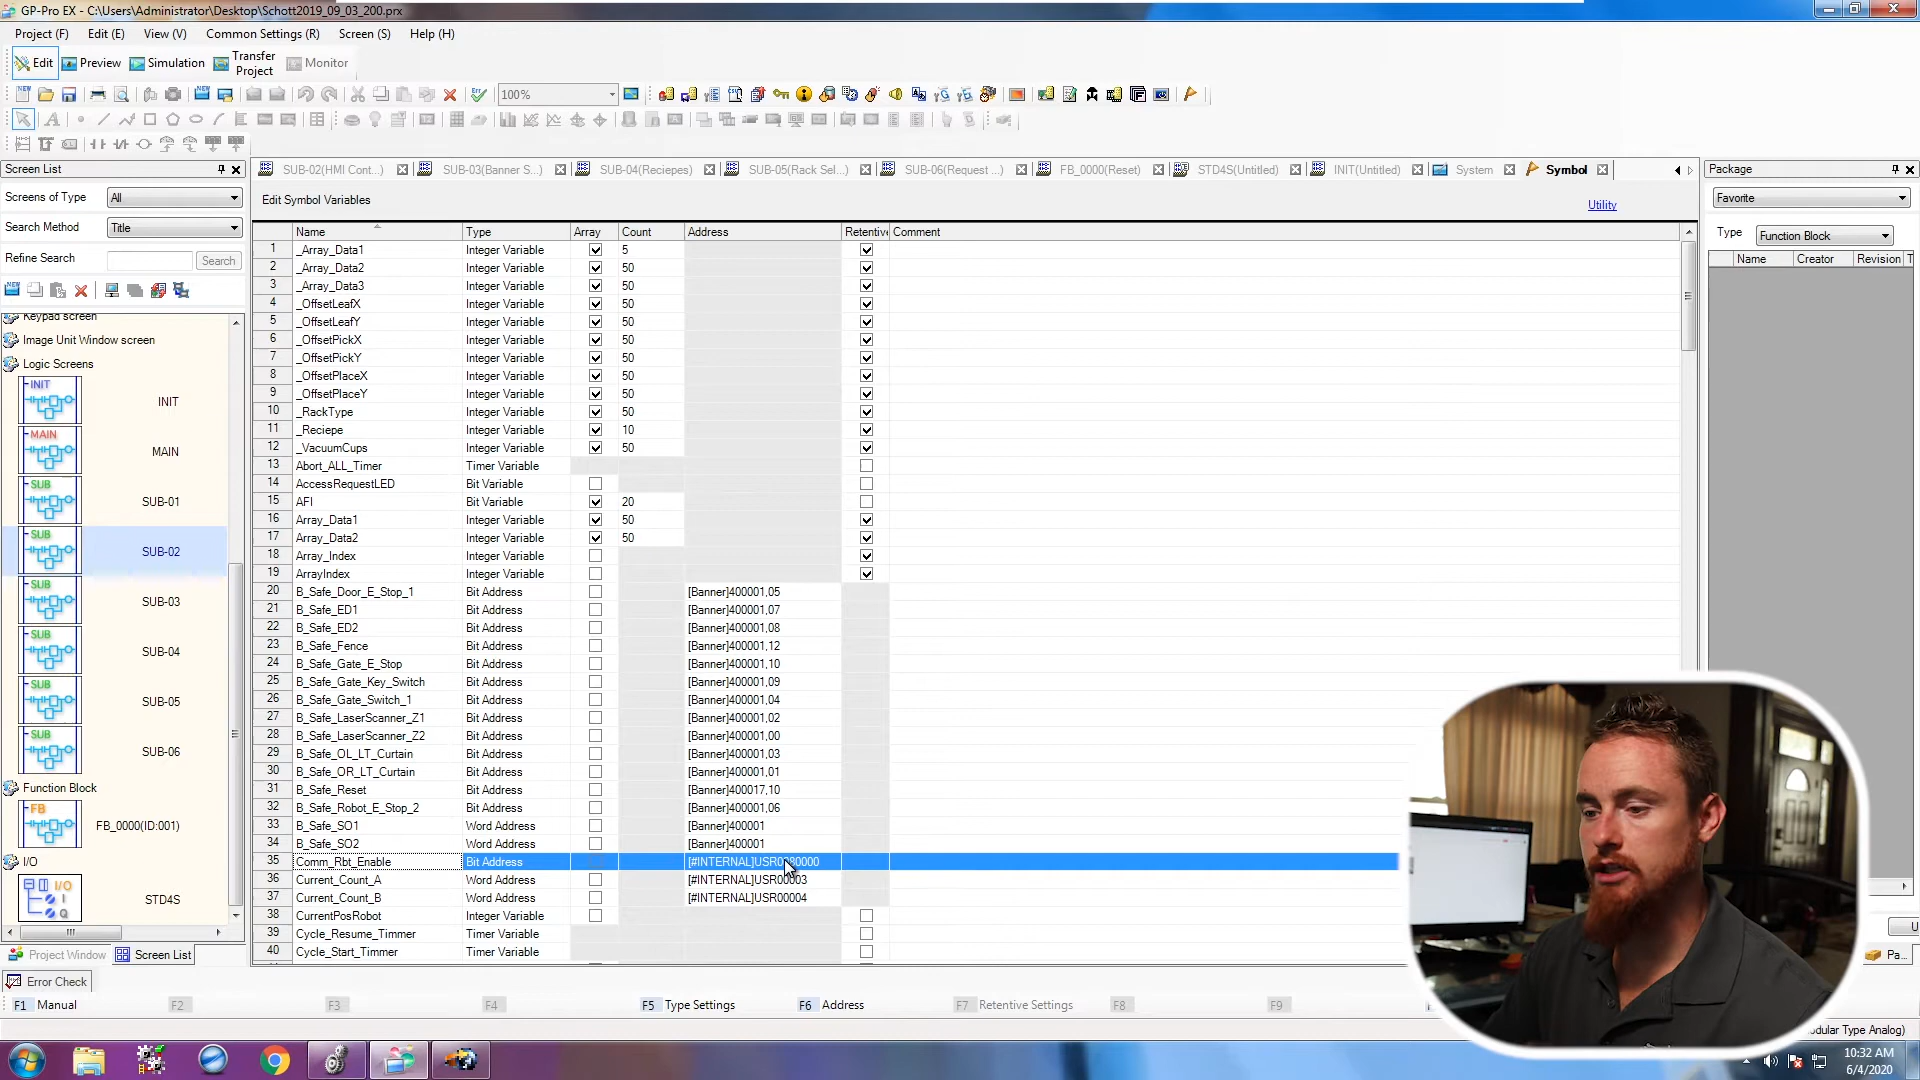 GP-Pro EX - C:\Users\Administrator\Desktop\Schott2019_09_03_200.prx
Project (F) Edit (E) View (V) Common Settings (R) Screen (S) Help (H)
Edit Preview Simulation Transfer Project Monitor
100%
Screen List
Screens of Type All
Search Method Title
Refine Search Search
Keypad screen
Image Unit Window screen
Logic Screens
INIT INIT
MAIN MAIN
SUB SUB-01
SUB SUB-02
SUB SUB-03
SUB SUB-04
SUB SUB-05
SUB SUB-06
Function Block
FB FB_0000(ID:001)
I/O
I/O I Q STD4S
Project Window Screen List
SUB-02(HMI Cont... SUB-03(Banner S... SUB-04(Reciepes) SUB-05(Rack Sel... SUB-06(Request ... FB_0000(Reset) STD4S(Untitled) INIT(Untitled) System Symbol
Edit Symbol Variables Utility
Name Type Array Count Address Retentive Comment
1 _Array_Data1 Integer Variable 5
2 _Array_Data2 Integer Variable 50
3 _Array_Data3 Integer Variable 50
4 _OffsetLeafX Integer Variable 50
5 _OffsetLeafY Integer Variable 50
6 _OffsetPickX Integer Variable 50
7 _OffsetPickY Integer Variable 50
8 _OffsetPlaceX Integer Variable 50
9 _OffsetPlaceY Integer Variable 50
10 _RackType Integer Variable 50
11 _Reciepe Integer Variable 10
12 _VacuumCups Integer Variable 50
13 Abort_ALL_Timer Timer Variable
14 AccessRequestLED Bit Variable
15 AFI Bit Variable 20
16 Array_Data1 Integer Variable 50
17 Array_Data2 Integer Variable 50
18 Array_Index Integer Variable
19 ArrayIndex Integer Variable
20 B_Safe_Door_E_Stop_1 Bit Address [Banner]400001,05
21 B_Safe_ED1 Bit Address [Banner]400001,07
22 B_Safe_ED2 Bit Address [Banner]400001,08
23 B_Safe_Fence Bit Address [Banner]400001,12
24 B_Safe_Gate_E_Stop Bit Address [Banner]400001,10
25 B_Safe_Gate_Key_Switch Bit Address [Banner]400001,09
26 B_Safe_Gate_Switch_1 Bit Address [Banner]400001,04
27 B_Safe_LaserScanner_Z1 Bit Address [Banner]400001,02
28 B_Safe_LaserScanner_Z2 Bit Address [Banner]400001,00
29 B_Safe_OL_LT_Curtain Bit Address [Banner]400001,03
30 B_Safe_OR_LT_Curtain Bit Address [Banner]400001,01
31 B_Safe_Reset Bit Address [Banner]400017,10
32 B_Safe_Robot_E_Stop_2 Bit Address [Banner]400001,06
33 B_Safe_SO1 Word Address [Banner]400001
34 B_Safe_SO2 Word Address [Banner]400001
35 Comm_Rbt_Enable Bit Address
36 Current_Count_A Word Address [#INTERNAL]USR00003
37 Current_Count_B Word Address [#INTERNAL]USR00004
38 CurrentPosRobot Integer Variable
39 Cycle_Resume_Timmer Timer Variable
40 Cycle_Start_Timmer Timer Variable
Package
Favorite
Type Function Block
Name Creator Revision T
U
Pa...
Error Check
F1 Manual F2 F3 F4 F5 Type Settings F6 Address F7 Retentive Settings F8 F9
odular Type Analog)
10:32 AM
6/4/2020